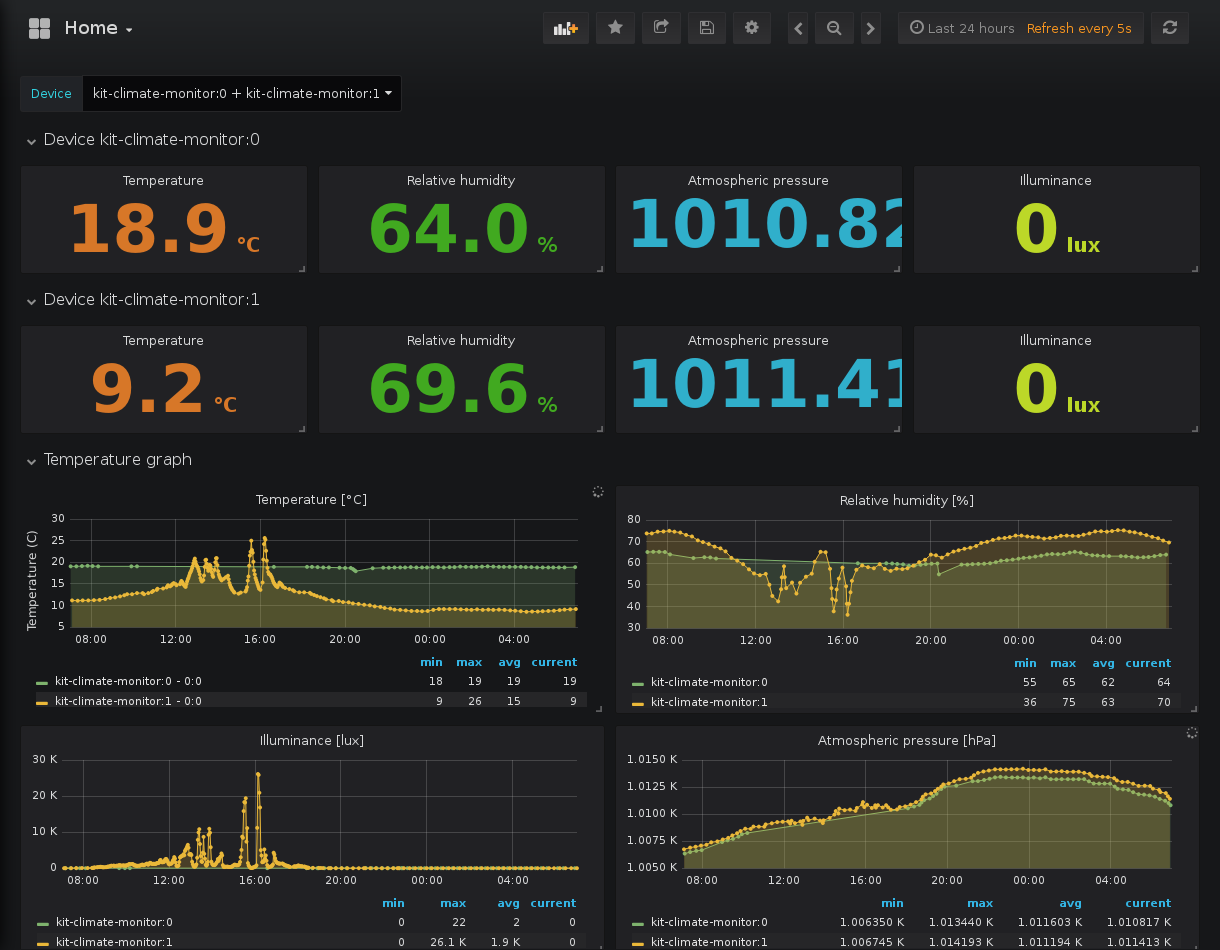 Home
Last 24 hours Refresh every 5s
Device kit-climate-monitor:0 + kit-climate-monitor:1
Device kit-climate-monitor:0
Temperature Relative humidity Atmospheric pressure Illuminance
18.9 °C 64.0 % 1010.82 0 lux
Device kit-climate-monitor:1
Temperature Relative humidity Atmospheric pressure Illuminance
9.2 °C 69.6 % 1011.41 0 lux
Temperature graph
Temperature [°C]
Temperature (C)
30
25
20
15
10
5
08:00 12:00 16:00 20:00 00:00 04:00
min max avg current
kit-climate-monitor:0 - 0:0 18 19 19 19
kit-climate-monitor:1 - 0:0 9 26 15 9
Relative humidity [%]
80
70
60
50
40
30
08:00 12:00 16:00 20:00 00:00 04:00
min max avg current
kit-climate-monitor:0 55 65 62 64
kit-climate-monitor:1 36 75 63 70
Illuminance [lux]
30 K
20 K
10 K
0
08:00 12:00 16:00 20:00 00:00 04:00
min max avg current
kit-climate-monitor:0 0 22 2 0
kit-climate-monitor:1 0 26.1 K 1.9 K 0
Atmospheric pressure [hPa]
1.0150 K
1.0125 K
1.0100 K
1.0075 K
1.0050 K
08:00 12:00 16:00 20:00 00:00 04:00
min max avg current
kit-climate-monitor:0 1.006350 K 1.013440 K 1.011603 K 1.010817 K
kit-climate-monitor:1 1.006745 K 1.014193 K 1.011194 K 1.011413 K